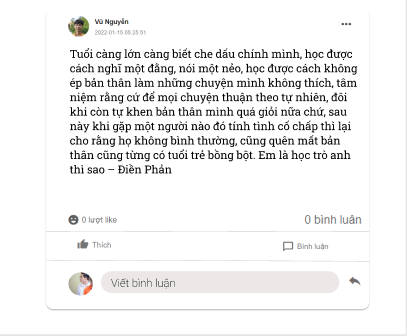 Vũ Nguyễn
2022-01-15 05:25:51
Tuổi càng lớn càng biết che dấu chính mình, học được
cách nghĩ một đằng, nói một nẻo, học được cách không
ép bản thân làm những chuyện mình không thích, tâm
niệm rằng cứ để mọi chuyện thuận theo tự nhiên, đôi
khi còn tự khen bản thân mình quá giỏi nữa chứ, sau
này khi gặp một người nào đó tính tình cố chấp thì lại
cho rằng họ không bình thường, cũng quên mất bản
thân cũng từng có tuổi trẻ bồng bột. Em là học trò anh
thì sao – Điền Phản
0 lượt like
0 bình luận
Thích
Bình luận
Viết bình luận